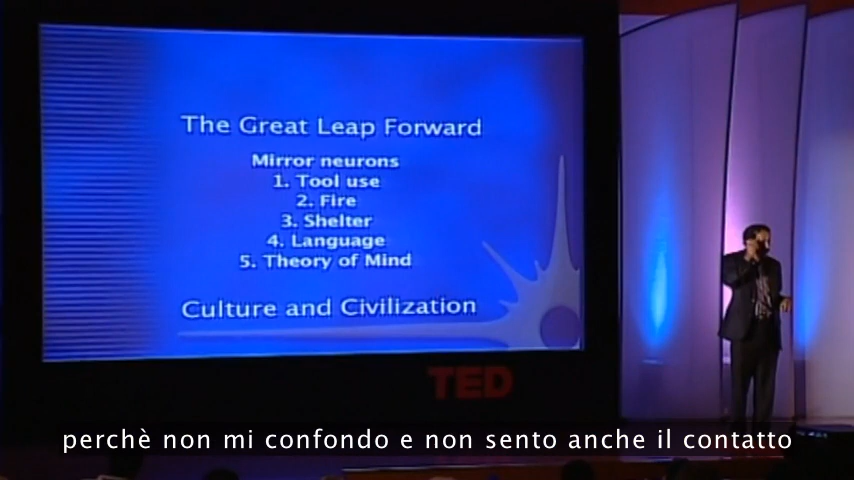 The Great Leap Forward
Mirror neurons
1. Tool use
2. Fire
3. Shelter
4. Language
5. Theory of Mind
Culture and Civilization
TED
perchè non mi confondo e non sento anche il contatto